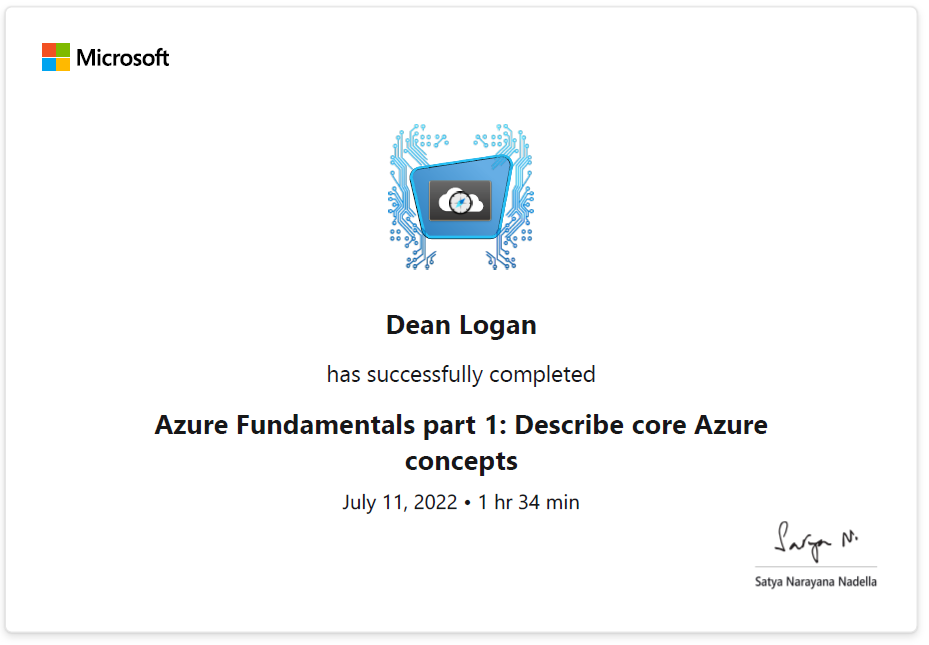 Microsoft
Dean Logan
has successfully completed
Azure Fundamentals part 1: Describe core Azure
concepts
July 11, 2022 • 1 hr 34 min
Satya N.
Satya Narayana Nadella